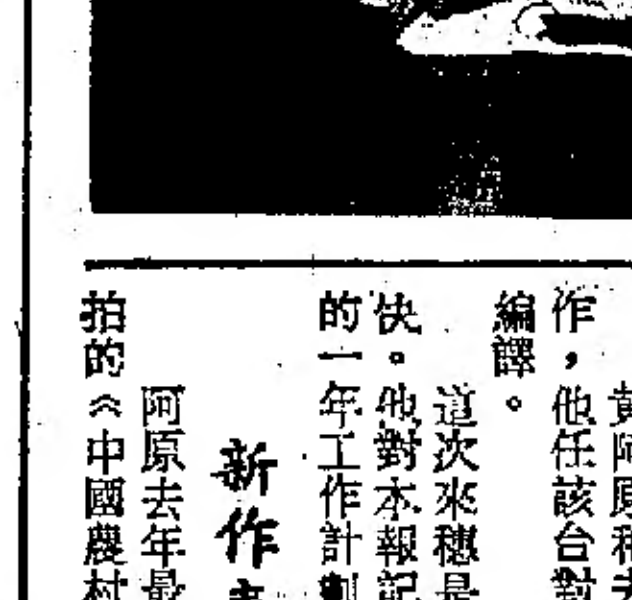 黃阿原和夫
作，他任該台對
編譯。
這次來穗是
快。他對本報記
的一年工作計劃
新作
阿原去年最
拍的《中國農村